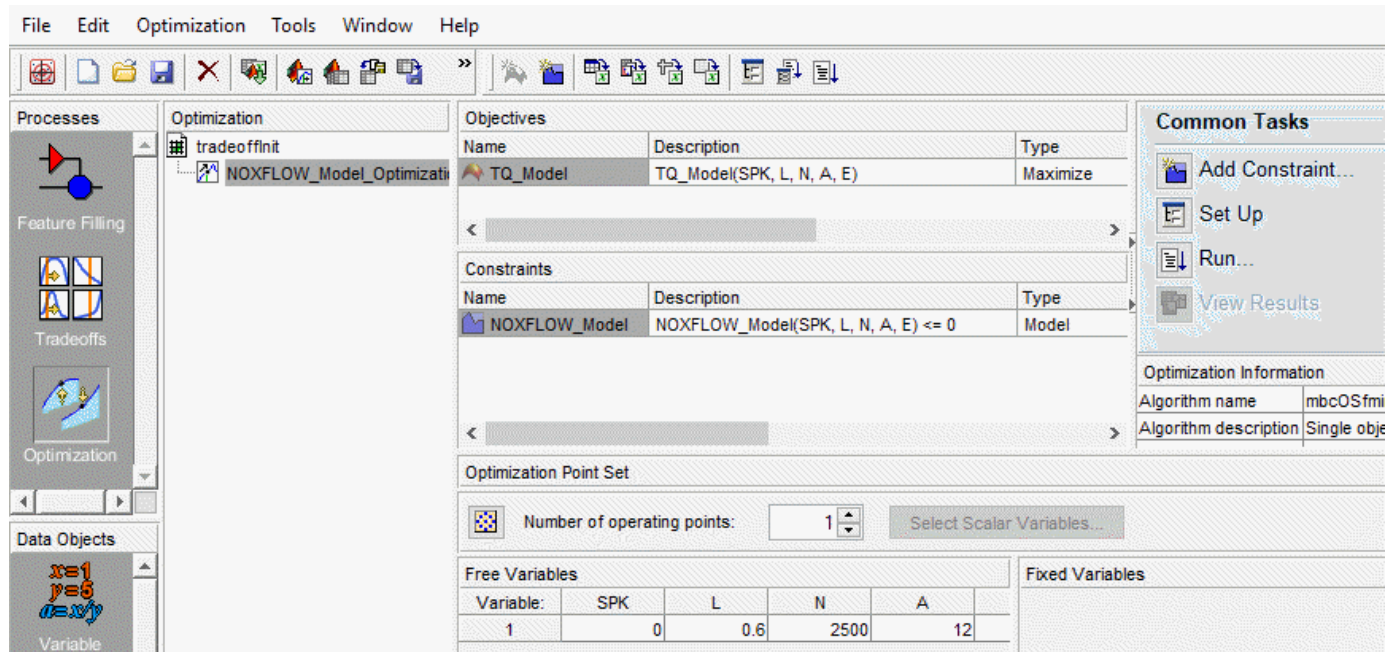 File Edit Optimization Tools Window Help
»
Processes
Feature Filling
Tradeoffs
Optimization
Data Objects
x=1
y=5
a=x/y
Variable
Optimization
tradeoffInit
NOXFLOW_Model_Optimizati
Objectives
Name Description Type
TQ_Model TQ_Model(SPK, L, N, A, E) Maximize
Constraints
Name Description Type
NOXFLOW_Model NOXFLOW_Model(SPK, L, N, A, E) <= 0 Model
Common Tasks
Add Constraint...
Set Up
Run...
View Results
Optimization Information
Algorithm name mbcOSfmi
Algorithm description Single obje
Optimization Point Set
Number of operating points: 1 Select Scalar Variables...
Free Variables
Variable: SPK L N A
1 0 0.6 2500 12
Fixed Variables